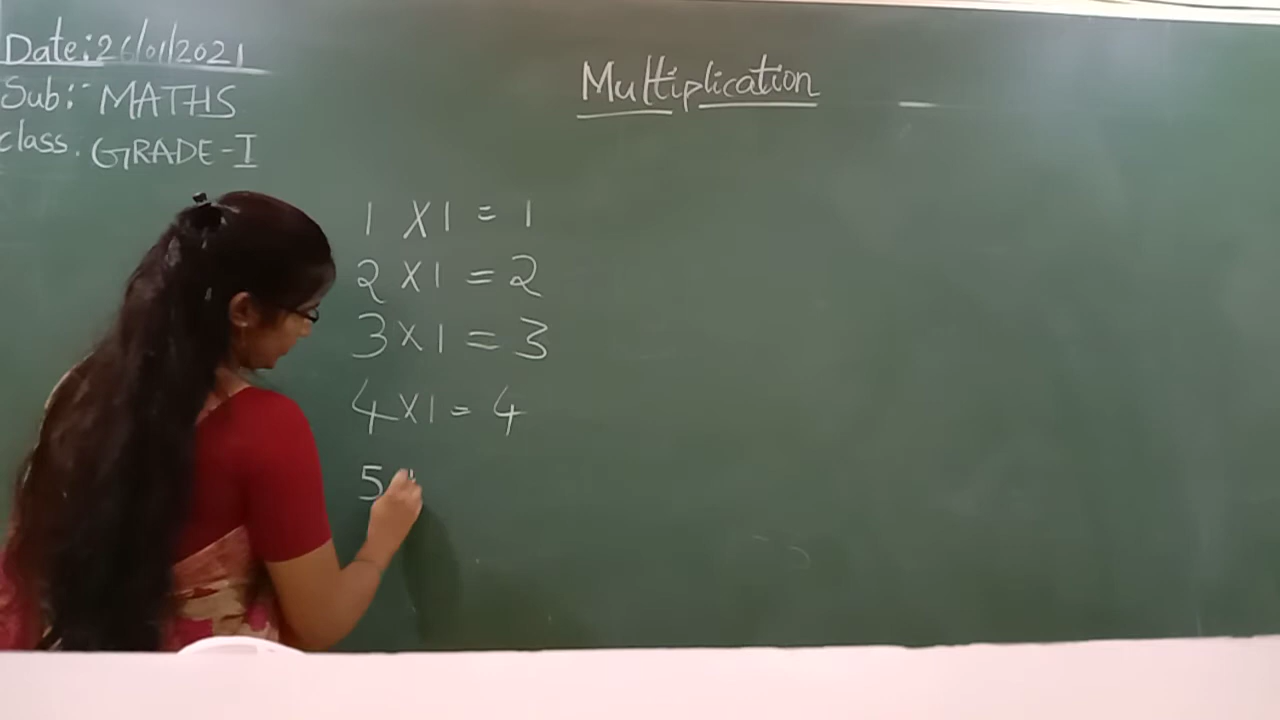 Date: 26/01/2021
Sub:- MATHS
class. GRADE-I
Multiplication
1 X 1 = 1
2 X 1 = 2
3 X 1 = 3
4 X 1 = 4
5